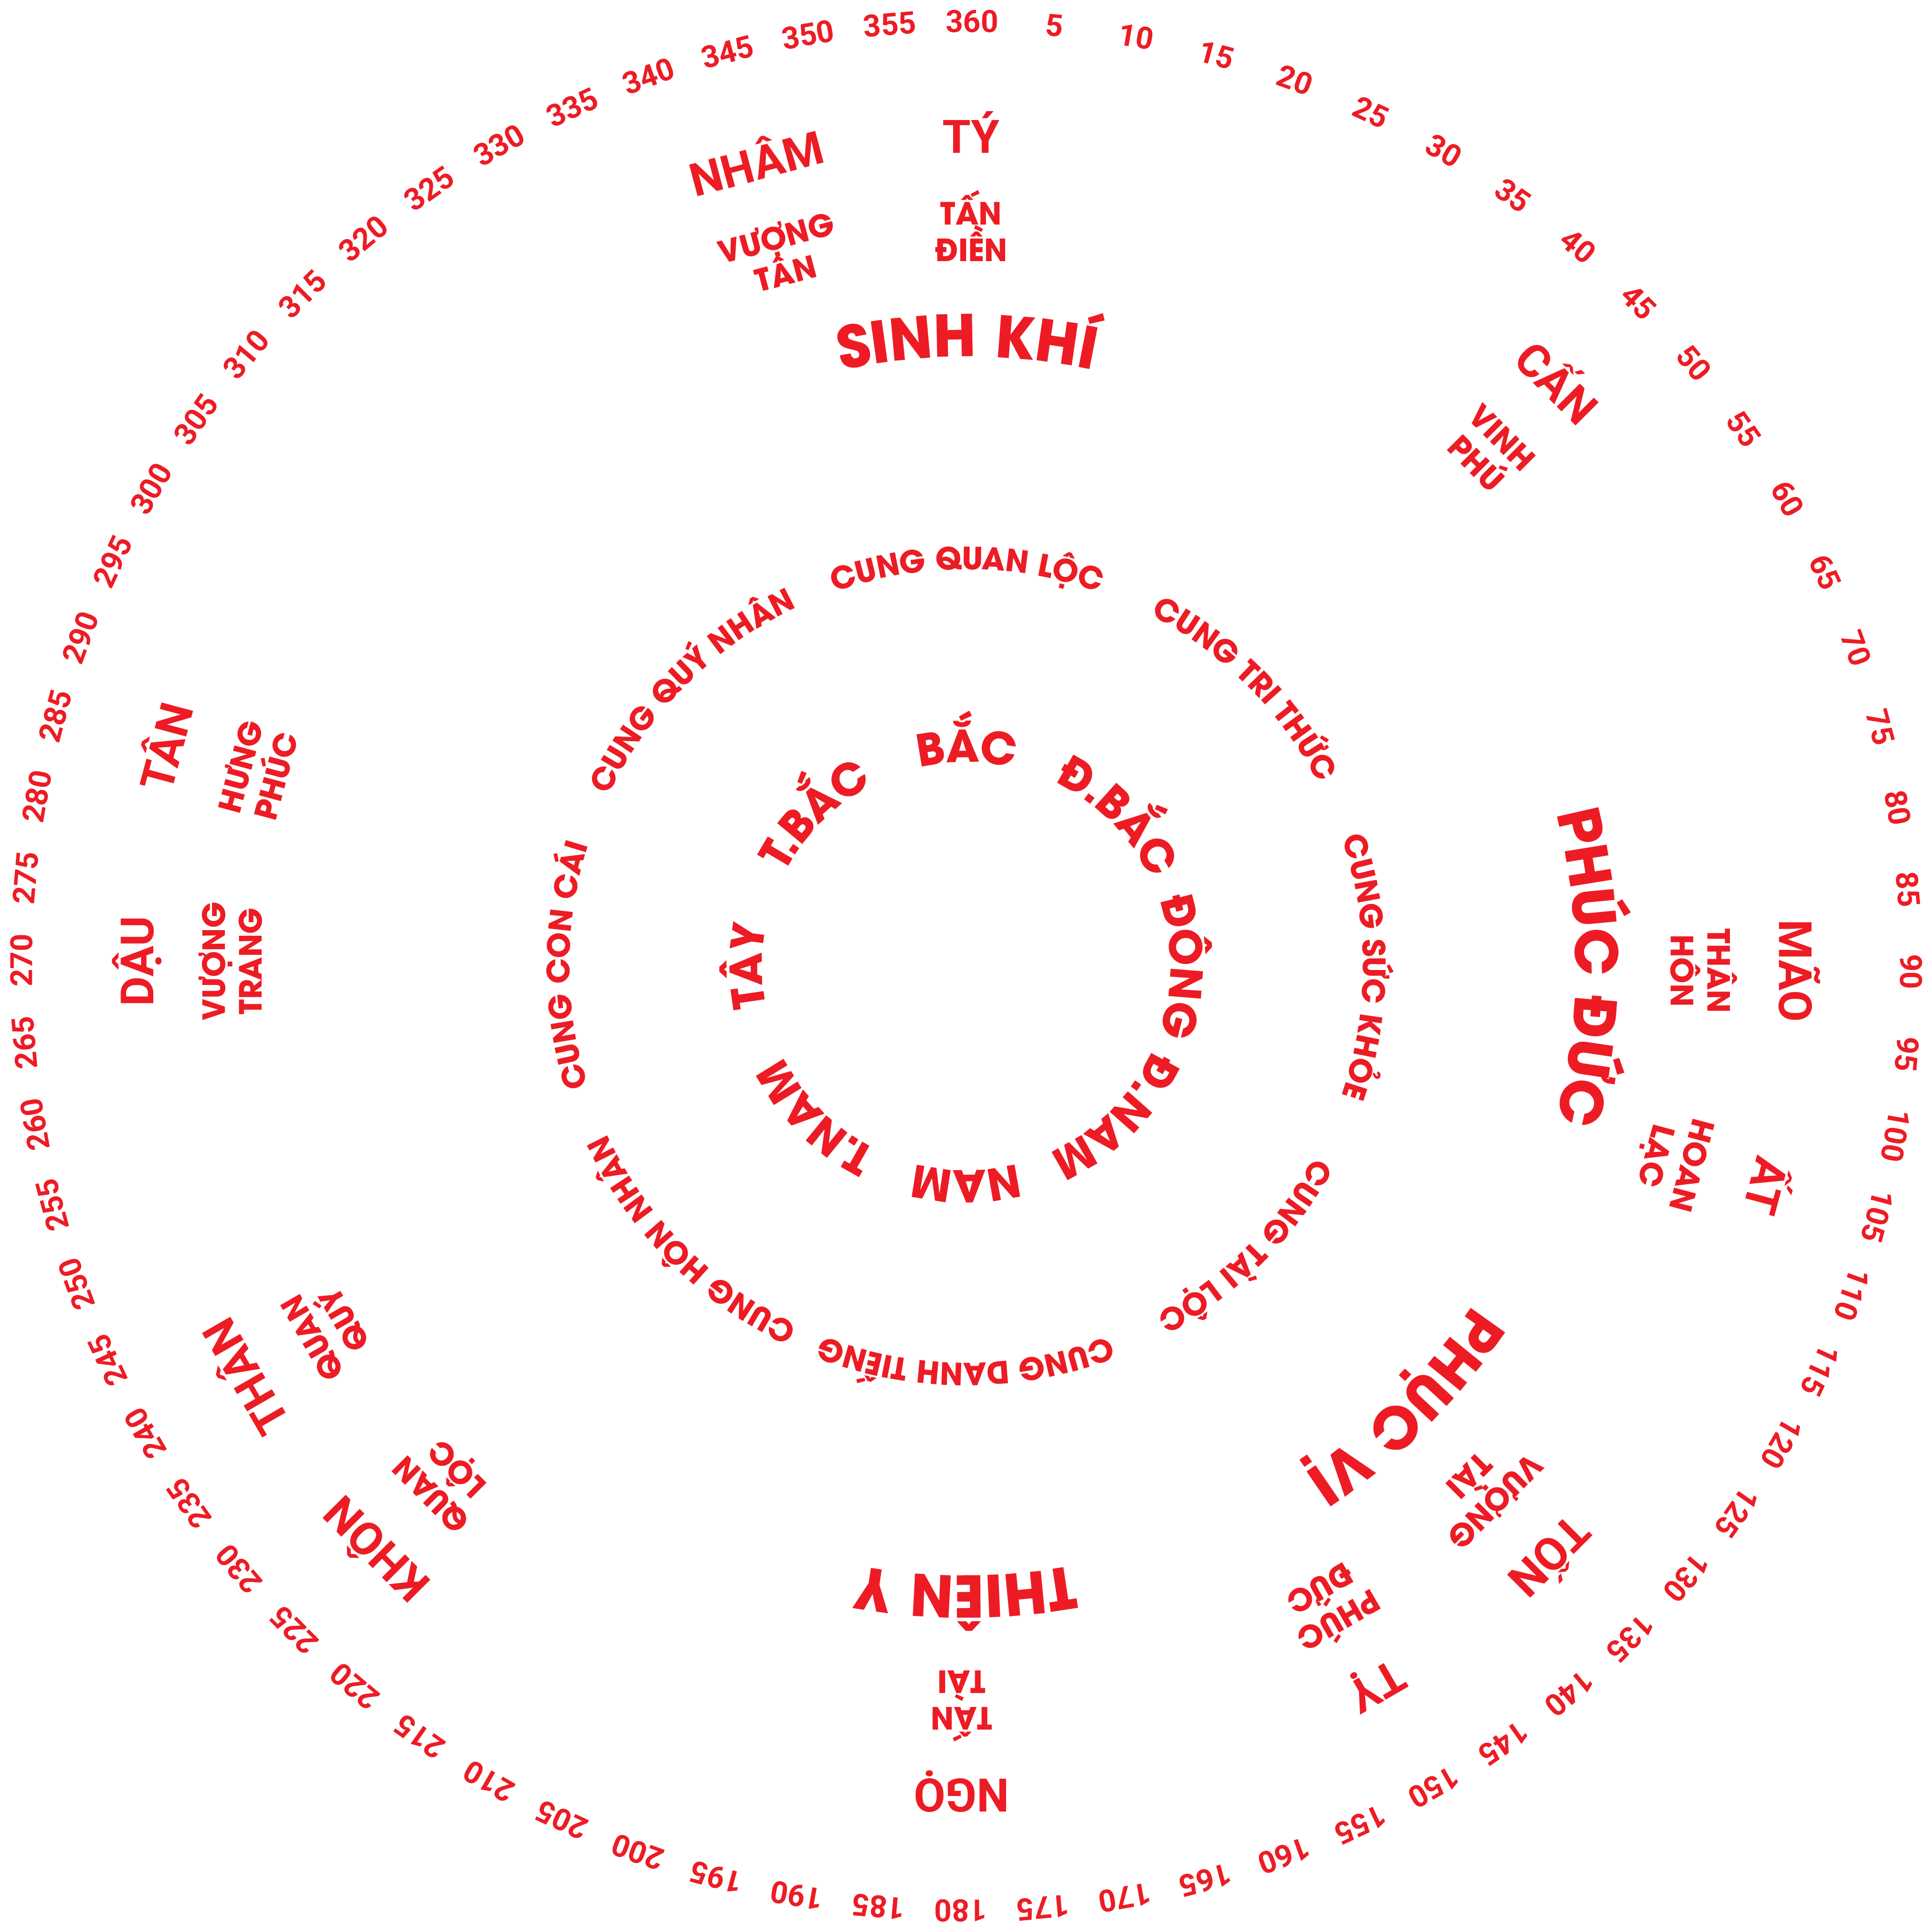 360
5
10
15
20
25
30
35
40
45
50
55
60
65
70
75
80
85
90
95
100
105
110
115
120
125
130
135
140
145
150
155
160
165
170
175
180
185
190
195
200
205
210
215
220
225
230
235
240
245
250
255
260
265
270
275
280
285
290
295
300
305
310
315
320
325
330
335
340
345
350
355
NHÂM
VƯỢNG
TÂN
TÝ
TẤN
ĐIỀN
SINH KHÍ
CẤN
VINH
PHÚ
MÃO
THÂN
HÔN
PHÚC ĐỨC
ẤT
HOAN
LẠC
TỐN
VƯỢNG
TÀI
PHỤC VỊ
TỴ
PHÚC
ĐỨC
NGỌ
TẤN
TÀI
THIÊN Y
KHÔN
QUAN
LỘC
THÂN
QUAN
QUÝ
DẬU
VƯỢNG
TRANG
TÂN
HƯNG
PHÚC
CUNG QUAN LỘC
CUNG TRI THỨC
CUNG SỨC KHỎE
CUNG TÀI LỘC
CUNG DANH TIẾNG
CUNG HÔN NHÂN
CUNG CON CÁI
CUNG QUÝ NHÂN
BẮC
Đ.BẮC
ĐÔNG
Đ.NAM
NAM
T.NAM
TÂY
T.BẮC